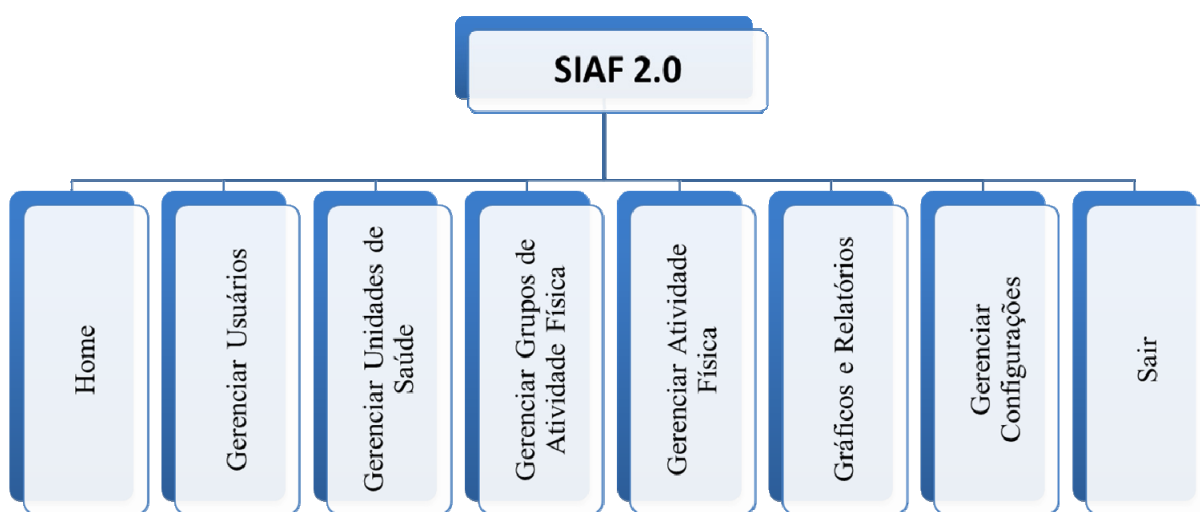 SIAF 2.0
Home
Gerenciar Usuários
Gerenciar Unidades de
Saúde
Gerenciar Grupos de
Atividade Física
Gerenciar Atividade
Física
Gráficos e Relatórios
Gerenciar
Configurações
Sair